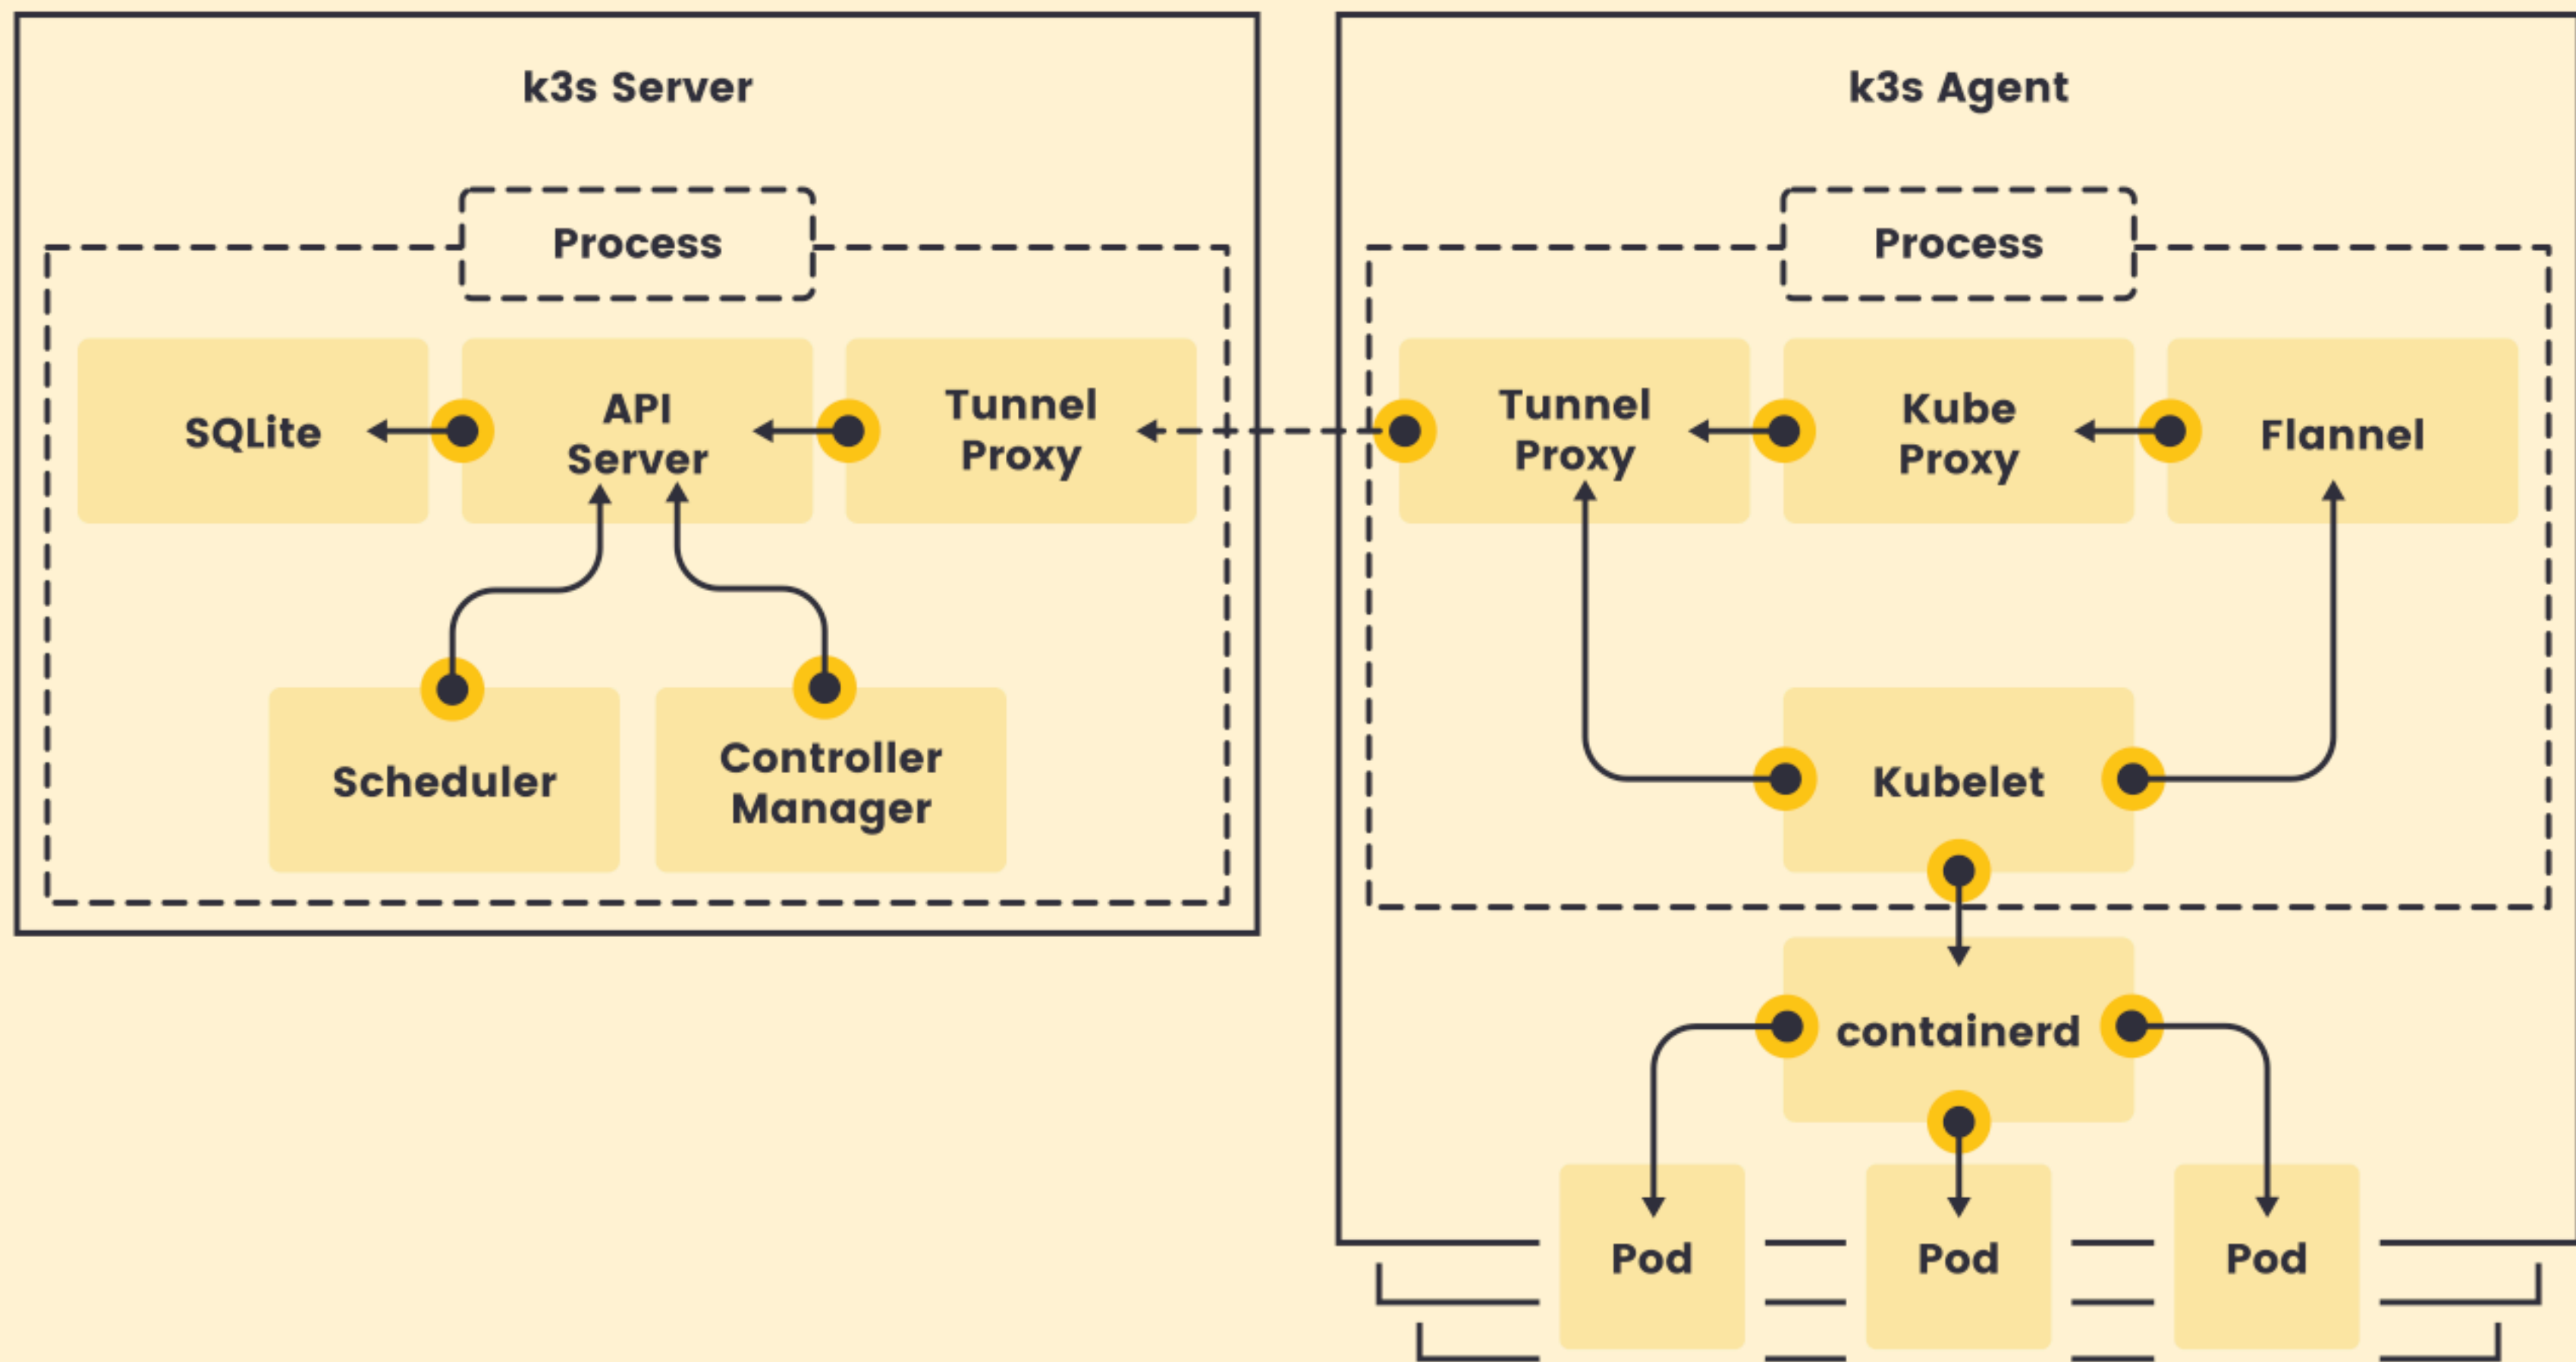 k3s Server
Process
SQLite
API
Server
Tunnel
Proxy
Scheduler
Controller
Manager
k3s Agent
Process
Tunnel
Proxy
Kube
Proxy
Flannel
Kubelet
containerd
Pod
Pod
Pod